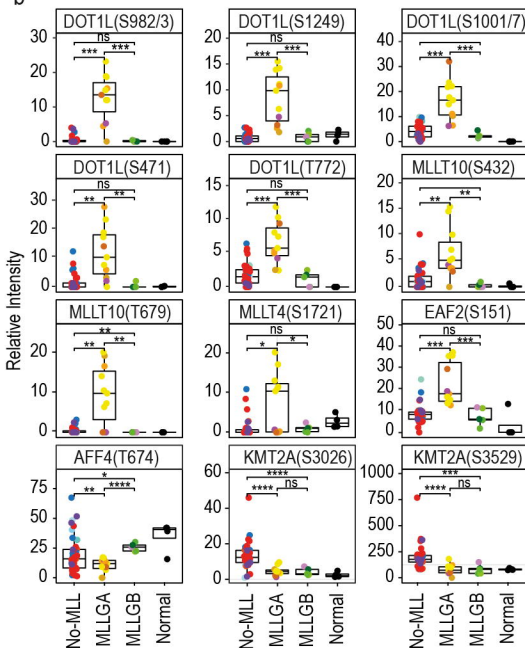 b
DOT1L(S982/3) DOT1L(S1249) DOT1L(S1001/7)
ns ns
*** *** *** *** *** ***
30 20 10 0
20 15 10 5 0
40 30 20 10 0
DOT1L(S471) DOT1L(T772) MLLT10(S432)
ns ns
** ** *** *** ** **
30 20 10 0
15 10 5 0
20 15 10 5 0
Relative Intensity
MLLT10(T679) MLLT4(S1721) EAF2(S151)
** ns ns
** ** * * *** ***
20 10 0
20 10 0
50 40 30 20 10 0
AFF4(T674) KMT2A(S3026) KMT2A(S3529)
* **** ***
** **** **** ns **** ns
75 50 25 0
60 40 20 0
1000 750 500 250 0
No-MLL MLLGA MLLGB Normal No-MLL MLLGA MLLGB Normal No-MLL MLLGA MLLGB Normal